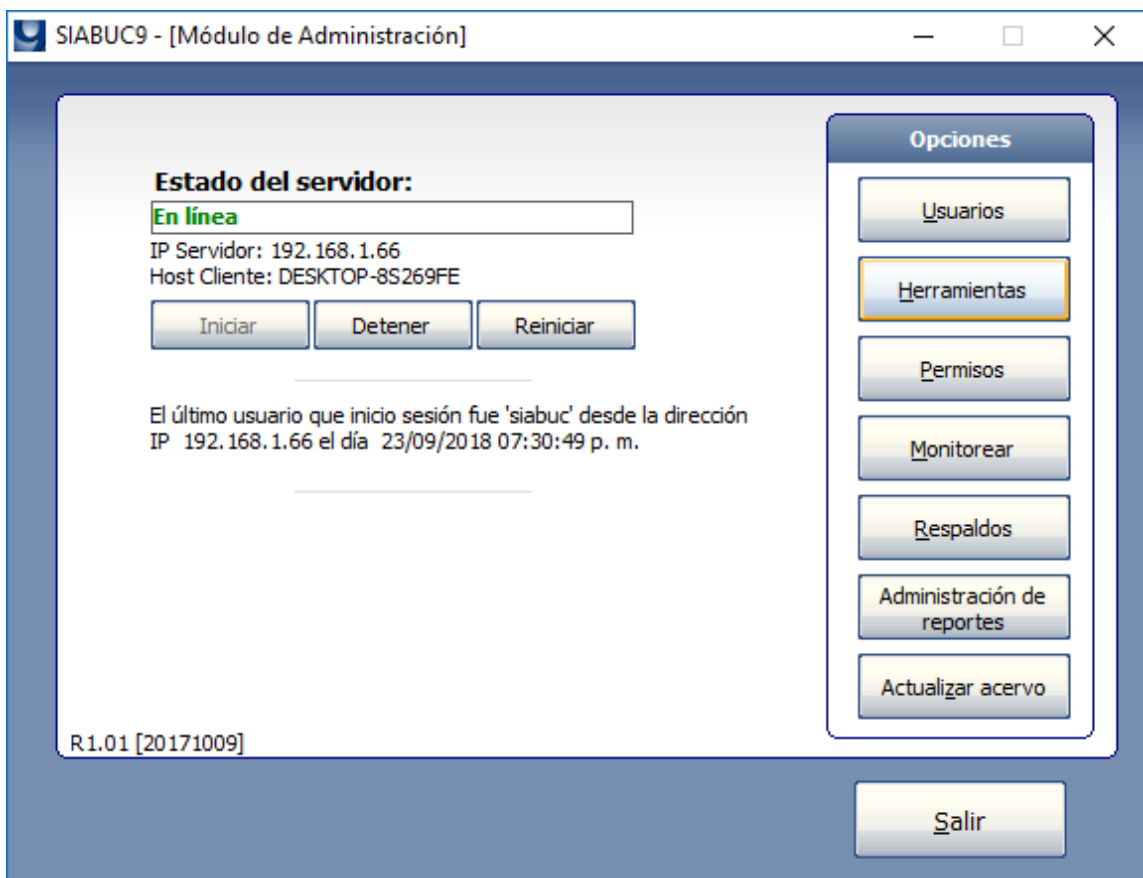 SIABUC9 - [Módulo de Administración]
Estado del servidor:
En línea
IP Servidor: 192.168.1.66
Host Cliente: DESKTOP-8S269FE
Iniciar
Detener
Reiniciar
El último usuario que inicio sesión fue 'siabuc' desde la dirección
IP 192.168.1.66 el día 23/09/2018 07:30:49 p. m.
R1.01 [20171009]
Opciones
Usuarios
Herramientas
Permisos
Monitorear
Respaldos
Administración de
reportes
Actualizar acervo
Salir